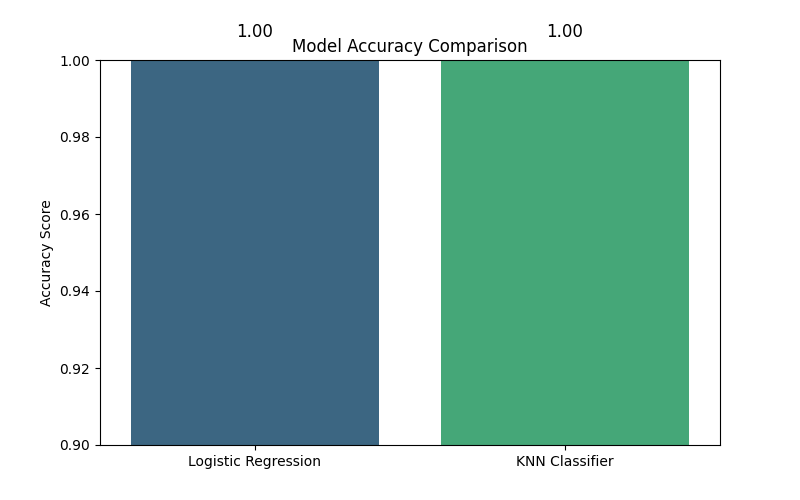 1.00 1.00
Model Accuracy Comparison
1.00
0.98
0.96
0.94
0.92
0.90
Accuracy Score
Logistic Regression KNN Classifier